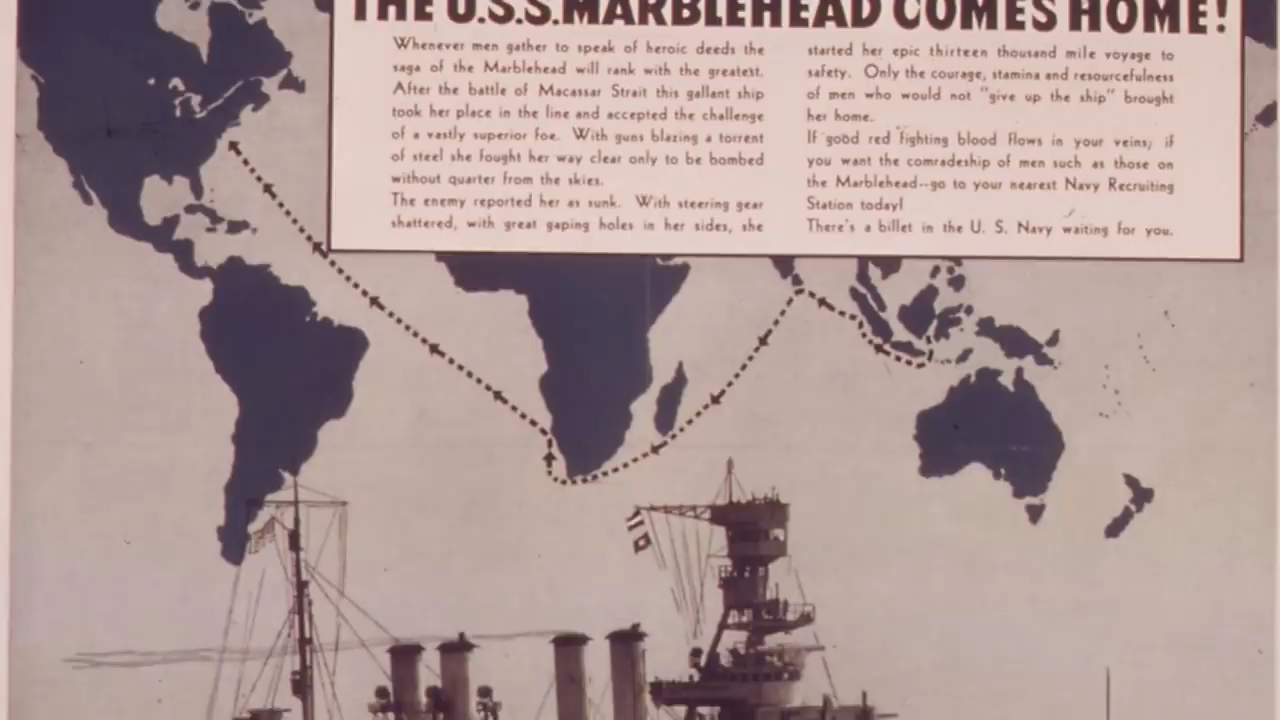 THE U.S.S. MARBLEHEAD COMES HOME!
Whenever men gather to speak of heroic deeds the
saga of the Marblehead will rank with the greatest.
After the battle of Macassar Strait this gallant ship
took her place in the line and accepted the challenge
of a vastly superior foe. With guns blazing a torrent
of steel she fought her way clear only to be bombed
without quarter from the skies.
The enemy reported her as sunk. With steering gear
shattered, with great gaping holes in her sides, she
started her epic thirteen thousand mile voyage to
safety. Only the courage, stamina and resourcefulness
of men who would not "give up the ship" brought
her home.
If good red fighting blood flows in your veins; if
you want the comradeship of men such as those on
the Marblehead--go to your nearest Navy Recruiting
Station today!
There's a billet in the U. S. Navy waiting for you.